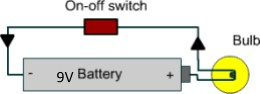 On-off switch
Bulb
- 9V Battery +